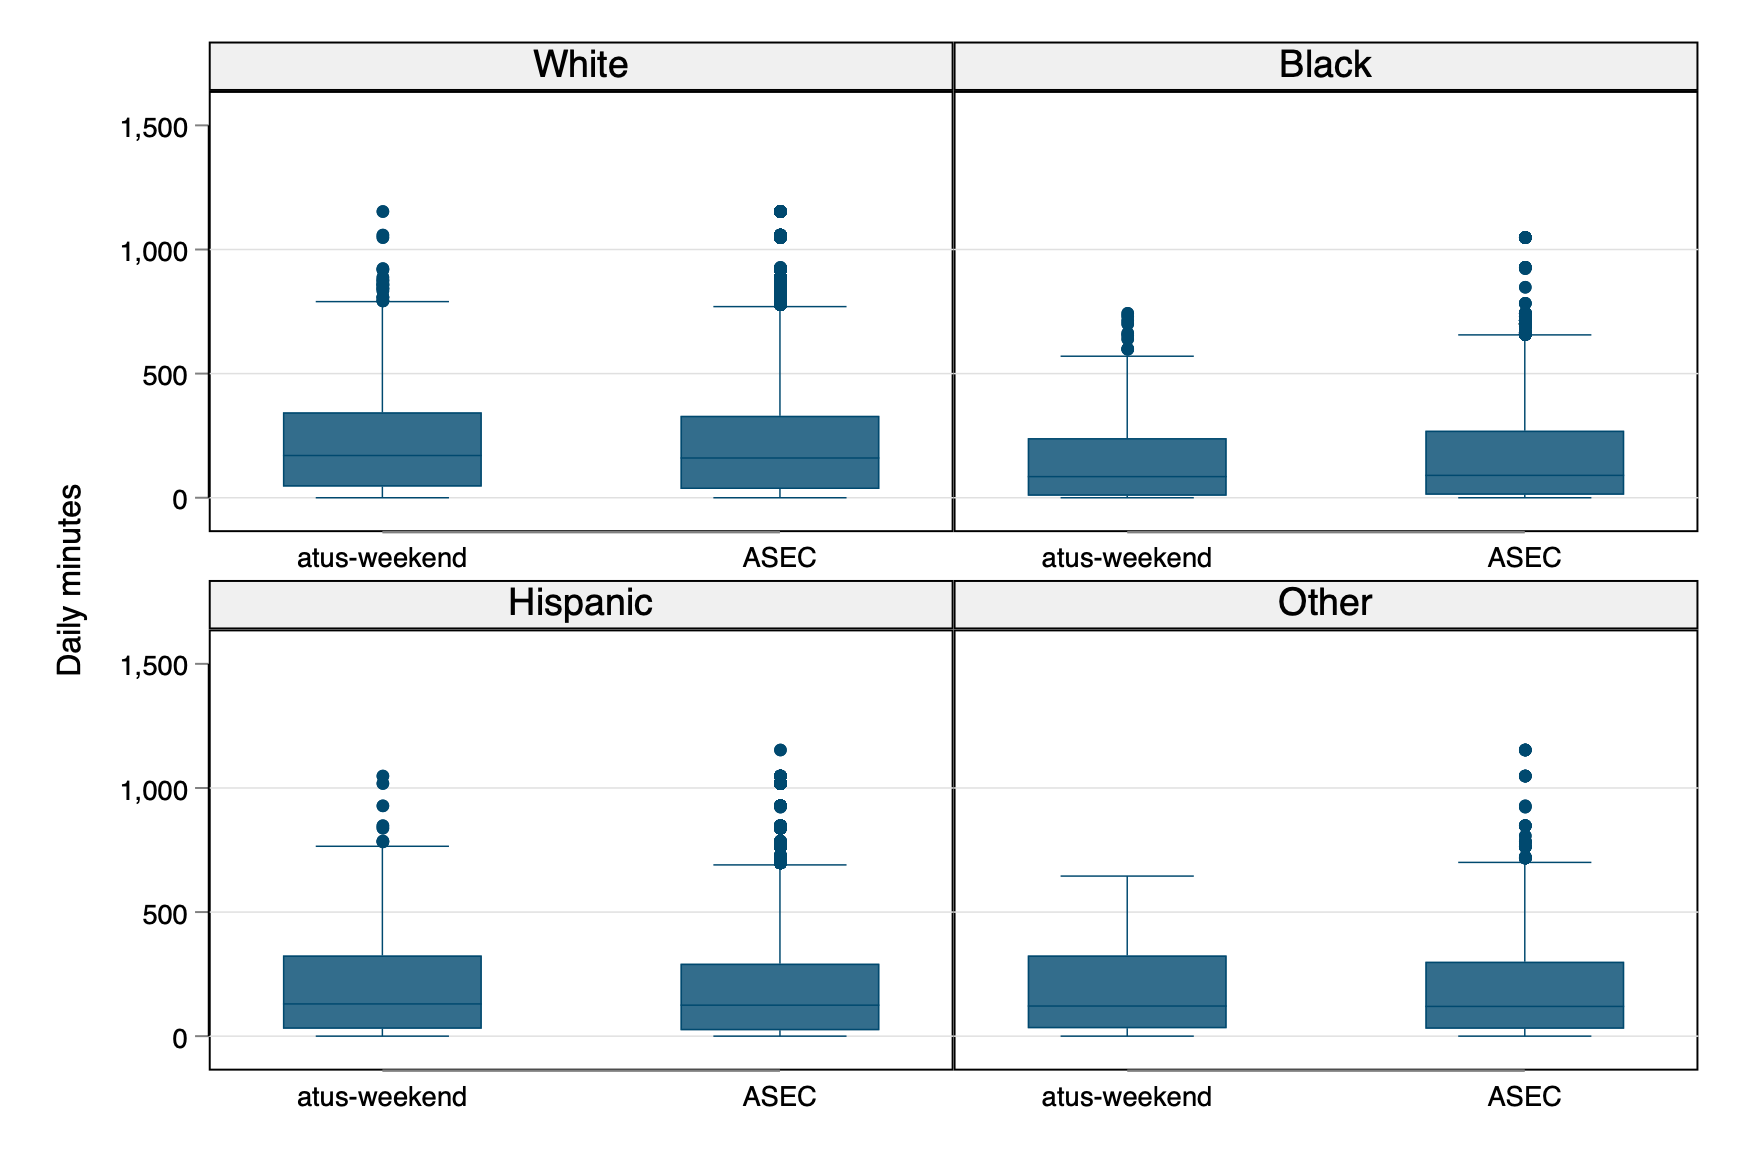 White
Black
1,500
1,000
500
0
atus-weekend
ASEC
atus-weekend
ASEC
Daily minutes
Hispanic
Other
1,500
1,000
500
0
atus-weekend
ASEC
atus-weekend
ASEC